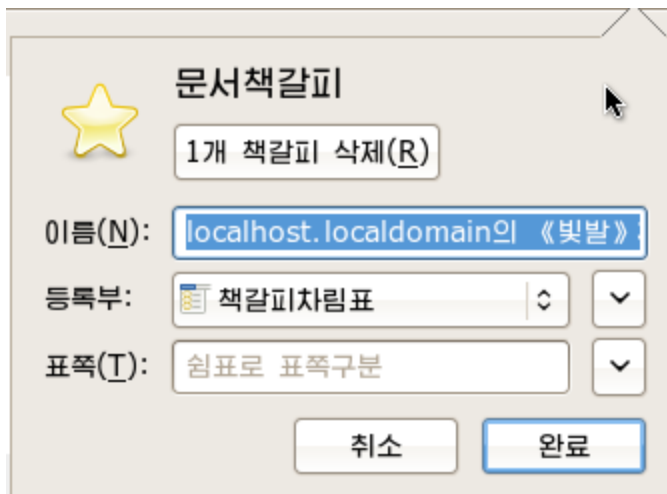 문서책갈피
1개 책갈피 삭제(R)
이름(N): localhost.localdomain의 《빛발》
등록부: 책갈피차림표
표쪽(T): 쉼표로 표쪽구분
취소 완료